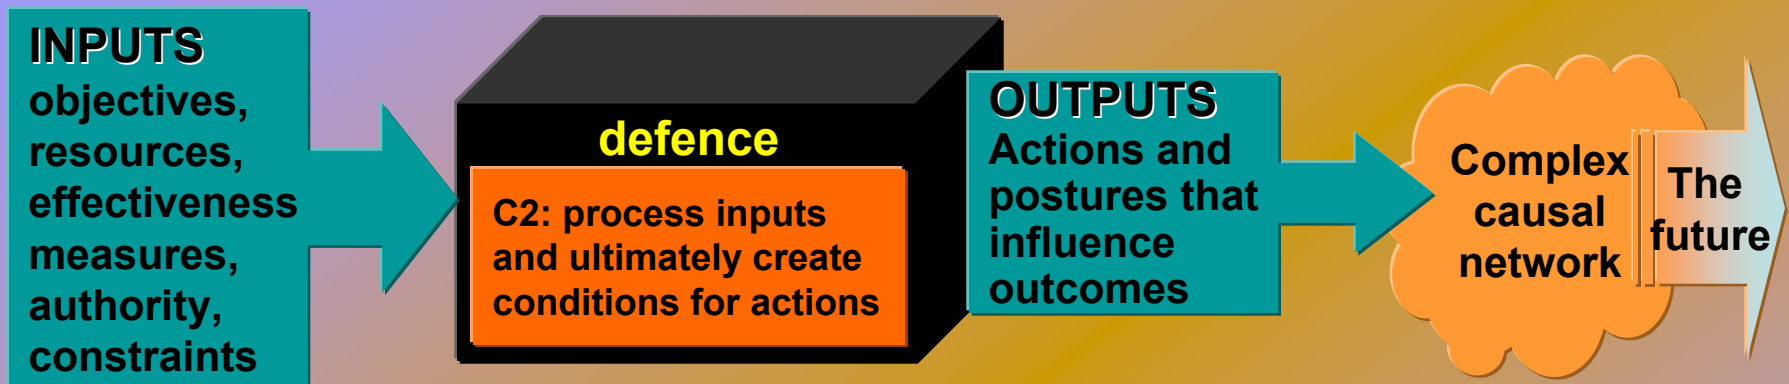 INPUTS
objectives,
resources,
effectiveness
measures,
authority,
constraints
defence
C2: process inputs
and ultimately create
conditions for actions
OUTPUTS
Actions and
postures that
influence
outcomes
Complex
causal
network
The
future